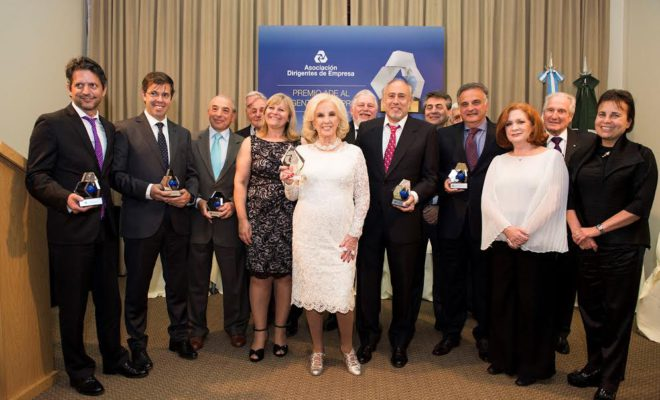 Asociación
Dirigentes de Empresa
PREMIO ADE AL